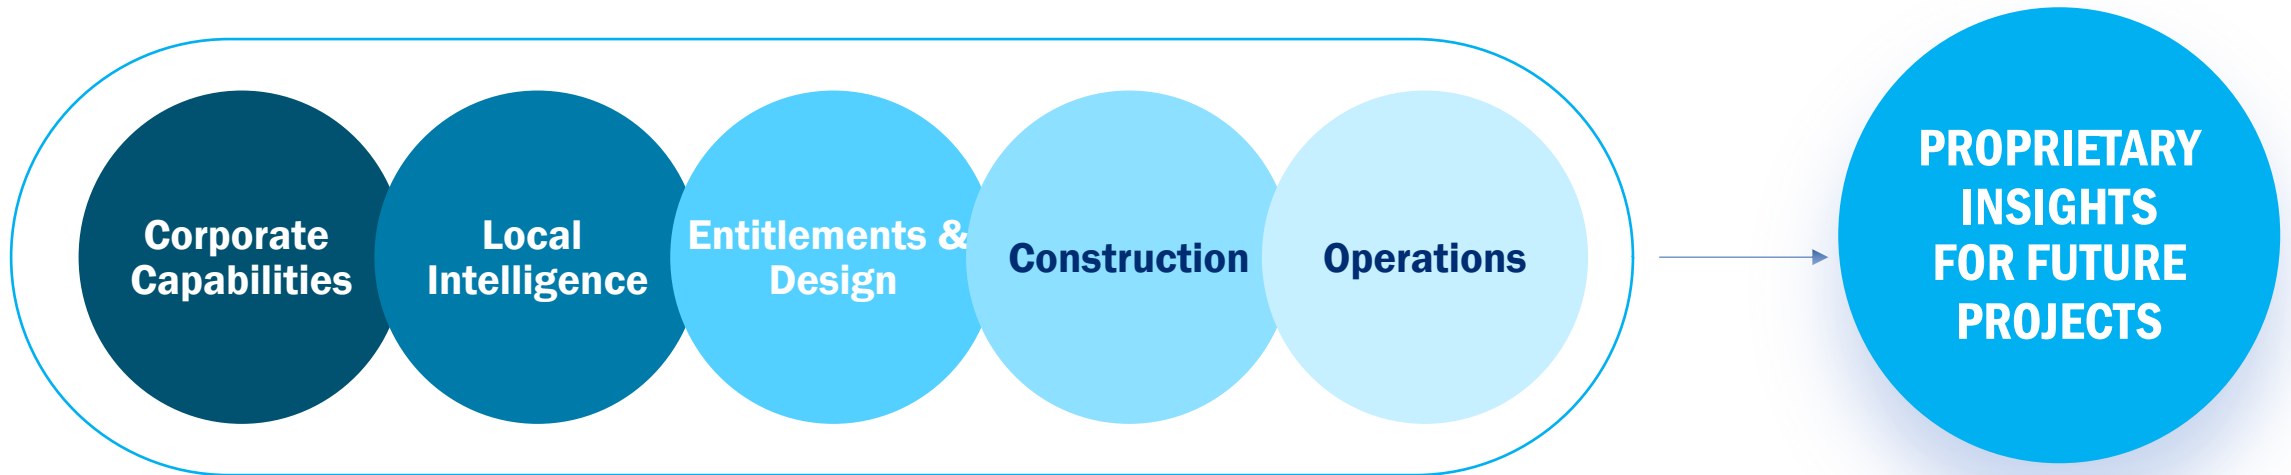 Corporate
Capabilities
Local
Intelligence
Entitlements &
Design
Construction
Operations
PROPRIETARY
INSIGHTS
FOR FUTURE
PROJECTS